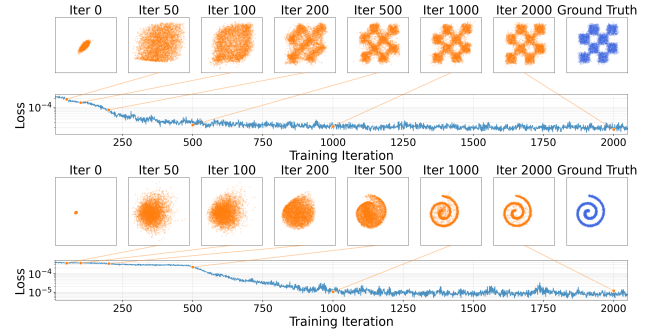 Iter 0 Iter 50 Iter 100 Iter 200 Iter 500 Iter 1000 Iter 2000 Ground Truth
Loss
10⁻⁴
250 500 750 1000 1250 1500 1750 2000
Training Iteration
Iter 0 Iter 50 Iter 100 Iter 200 Iter 500 Iter 1000 Iter 2000 Ground Truth
Loss
10⁻⁴
10⁻⁵
250 500 750 1000 1250 1500 1750 2000
Training Iteration